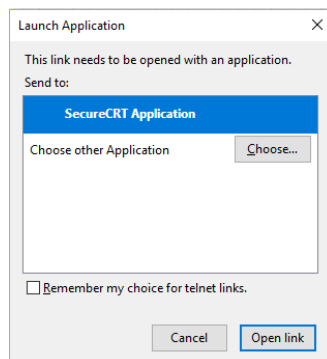 Launch Application
This link needs to be opened with an application.
Send to:
SecureCRT Application
Choose other Application
Choose...
Remember my choice for telnet links.
Cancel
Open link